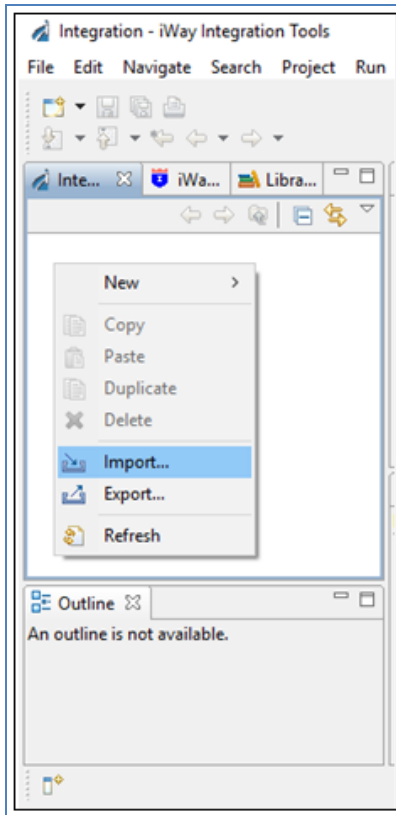 Integration - iWay Integration Tools
File Edit Navigate Search Project Run
Inte... iWa... Libra...
New
Copy
Paste
Duplicate
Delete
Import...
Export...
Refresh
Outline
An outline is not available.